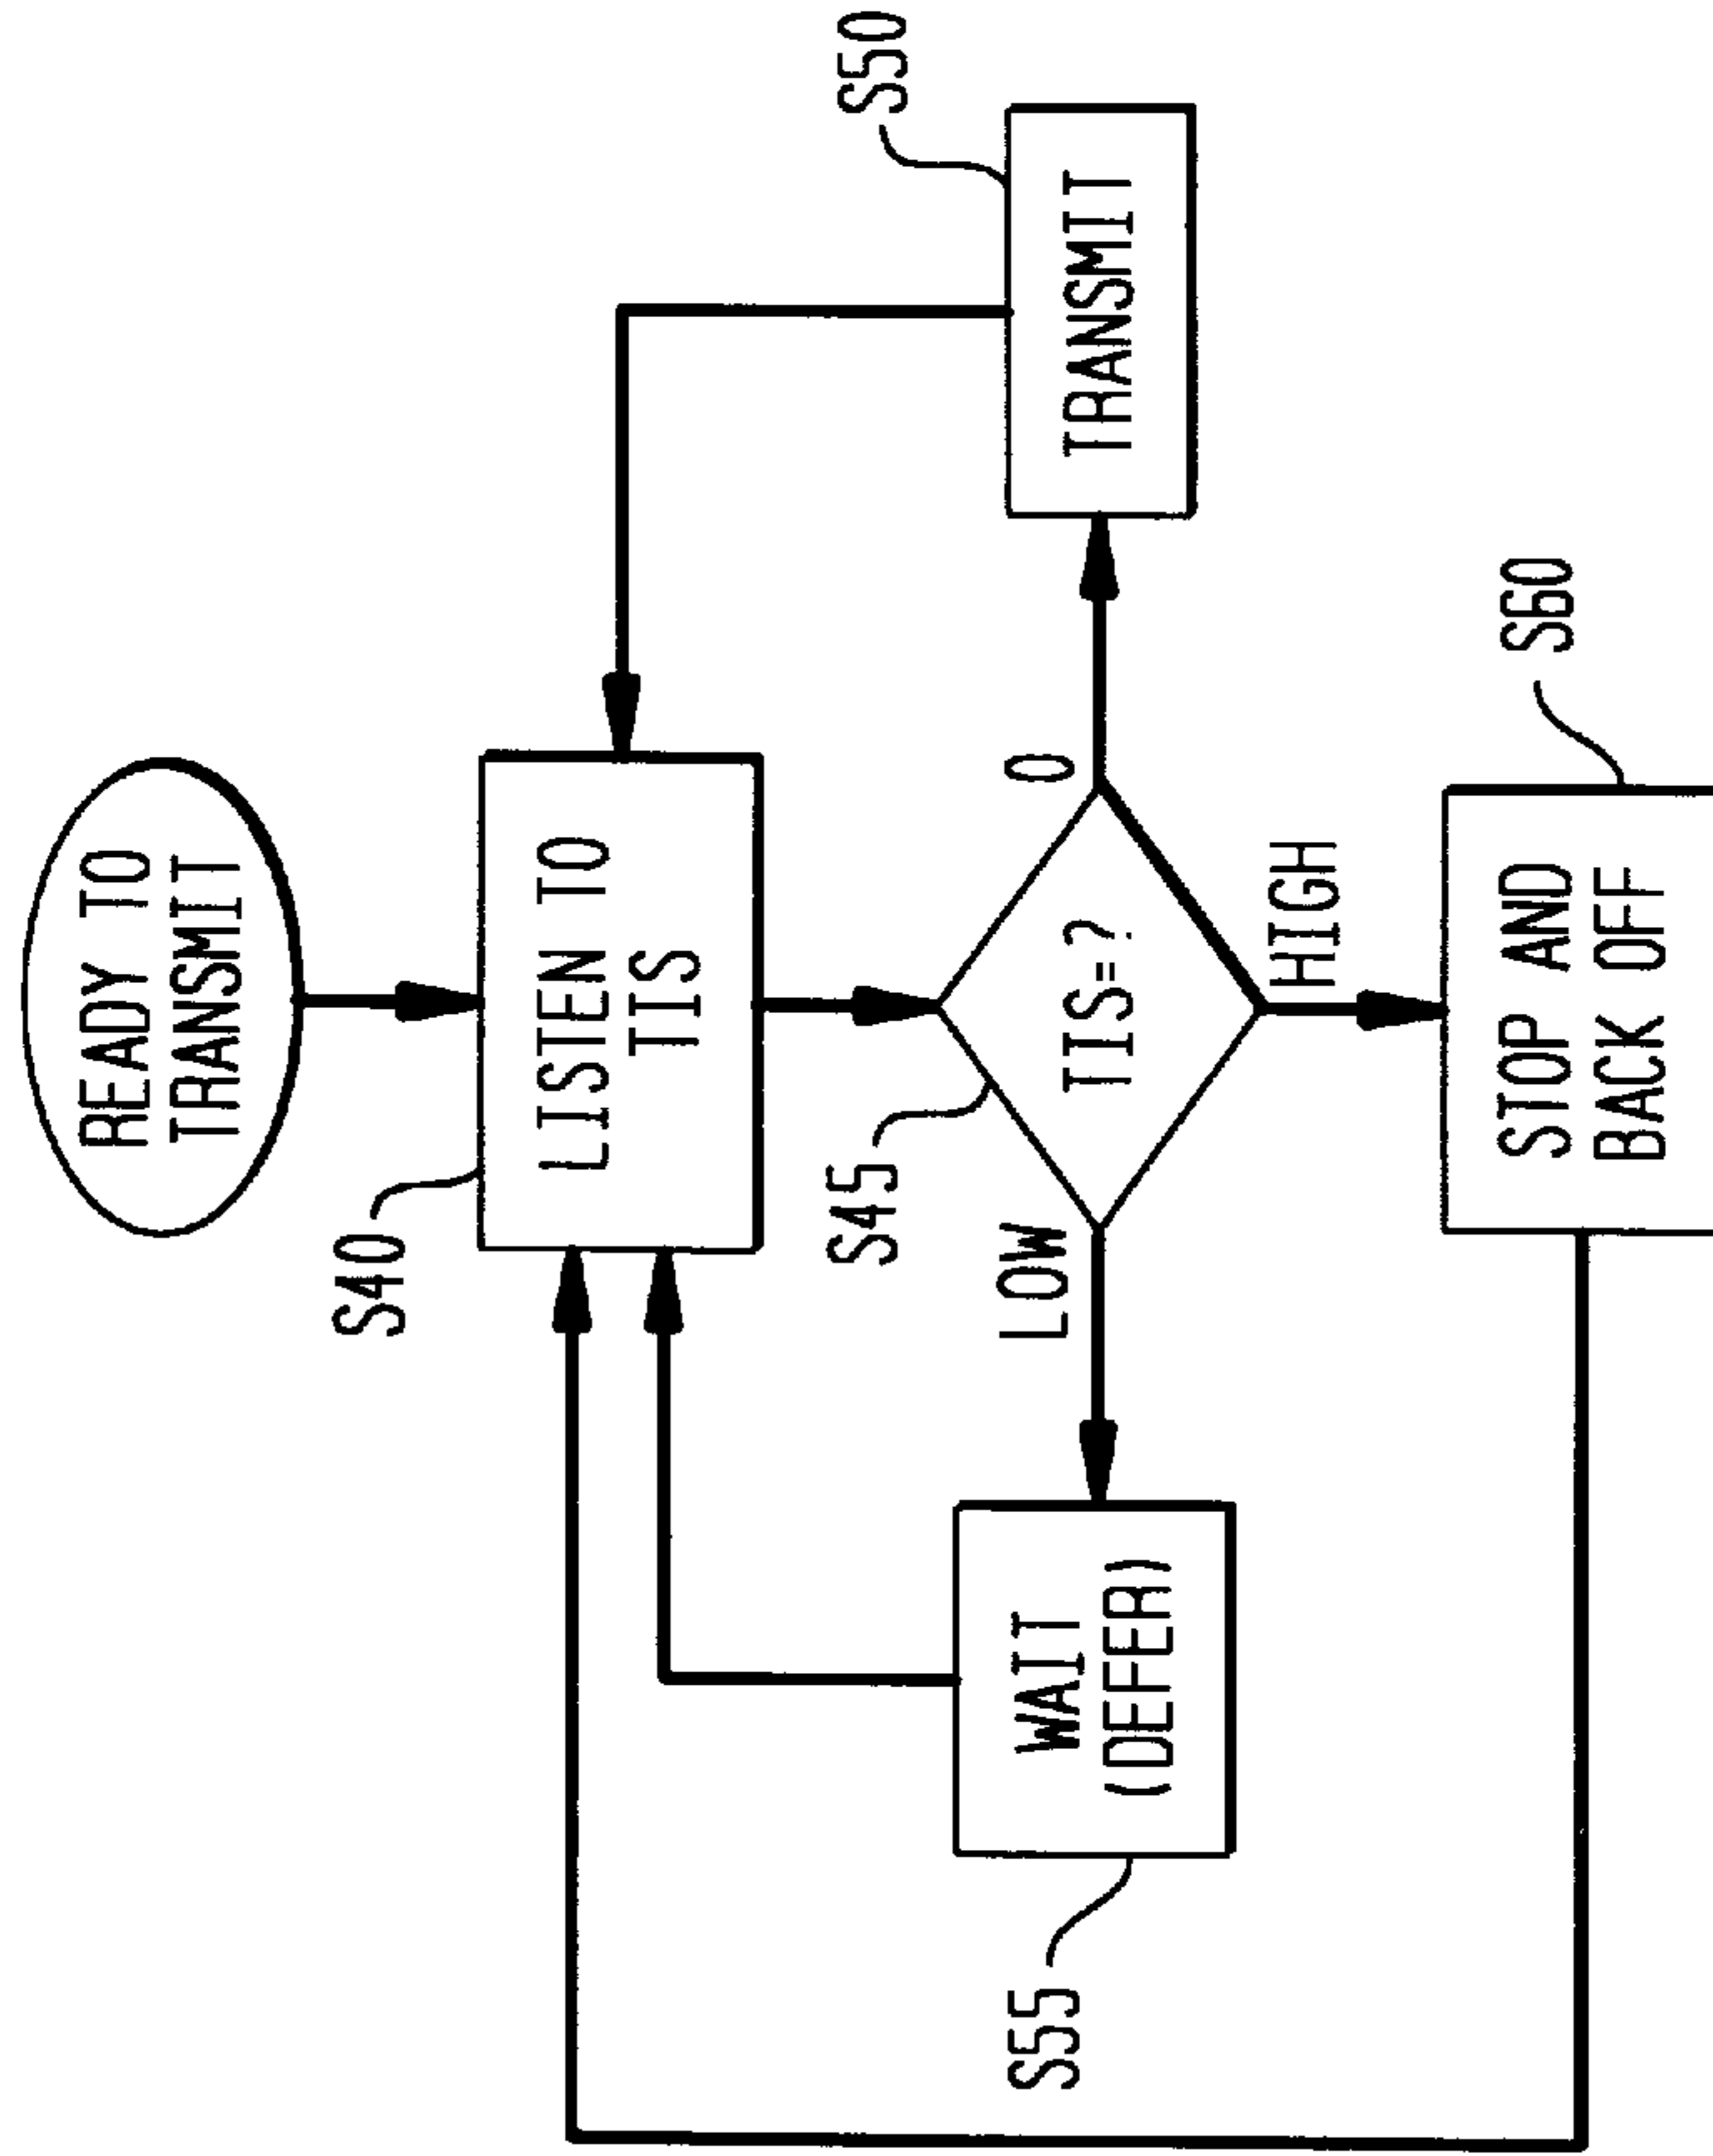 READY TO
TRANSMIT
S40
LISTEN TO
TIS
S45
TIS=?
LOW
O
HIGH
S50
TRANSMIT
WAIT
(DEFER)
S55
S60
STOP AND
BACK OFF